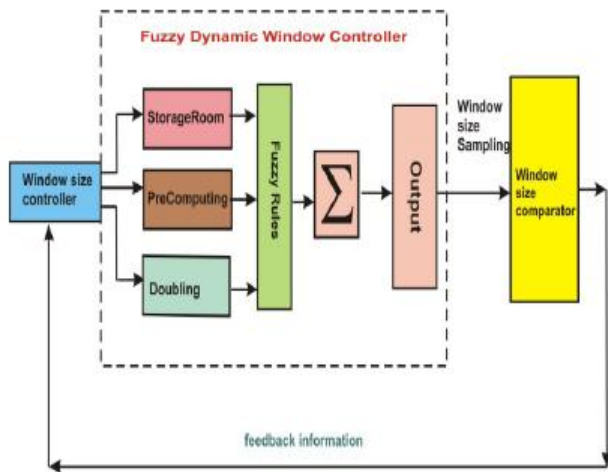 Fuzzy Dynamic Window Controller
StorageRoom
Window size
controller
PreComputing
Doubling
Fuzzy Rules
Σ
Output
Window
size
Sampling
Window
size
comparator
feedback information